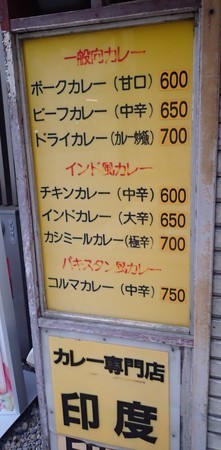 一般向カレー
ポークカレー(甘口) 600
ビーフカレー(中辛) 650
ドライカレー(カレー炒飯) 700
インド風カレー
チキンカレー(中辛) 600
インドカレー(大辛) 650
カシミールカレー(極辛) 700
パキスタン風カレー
コルマカレー(中辛) 750
カレー専門店
印度